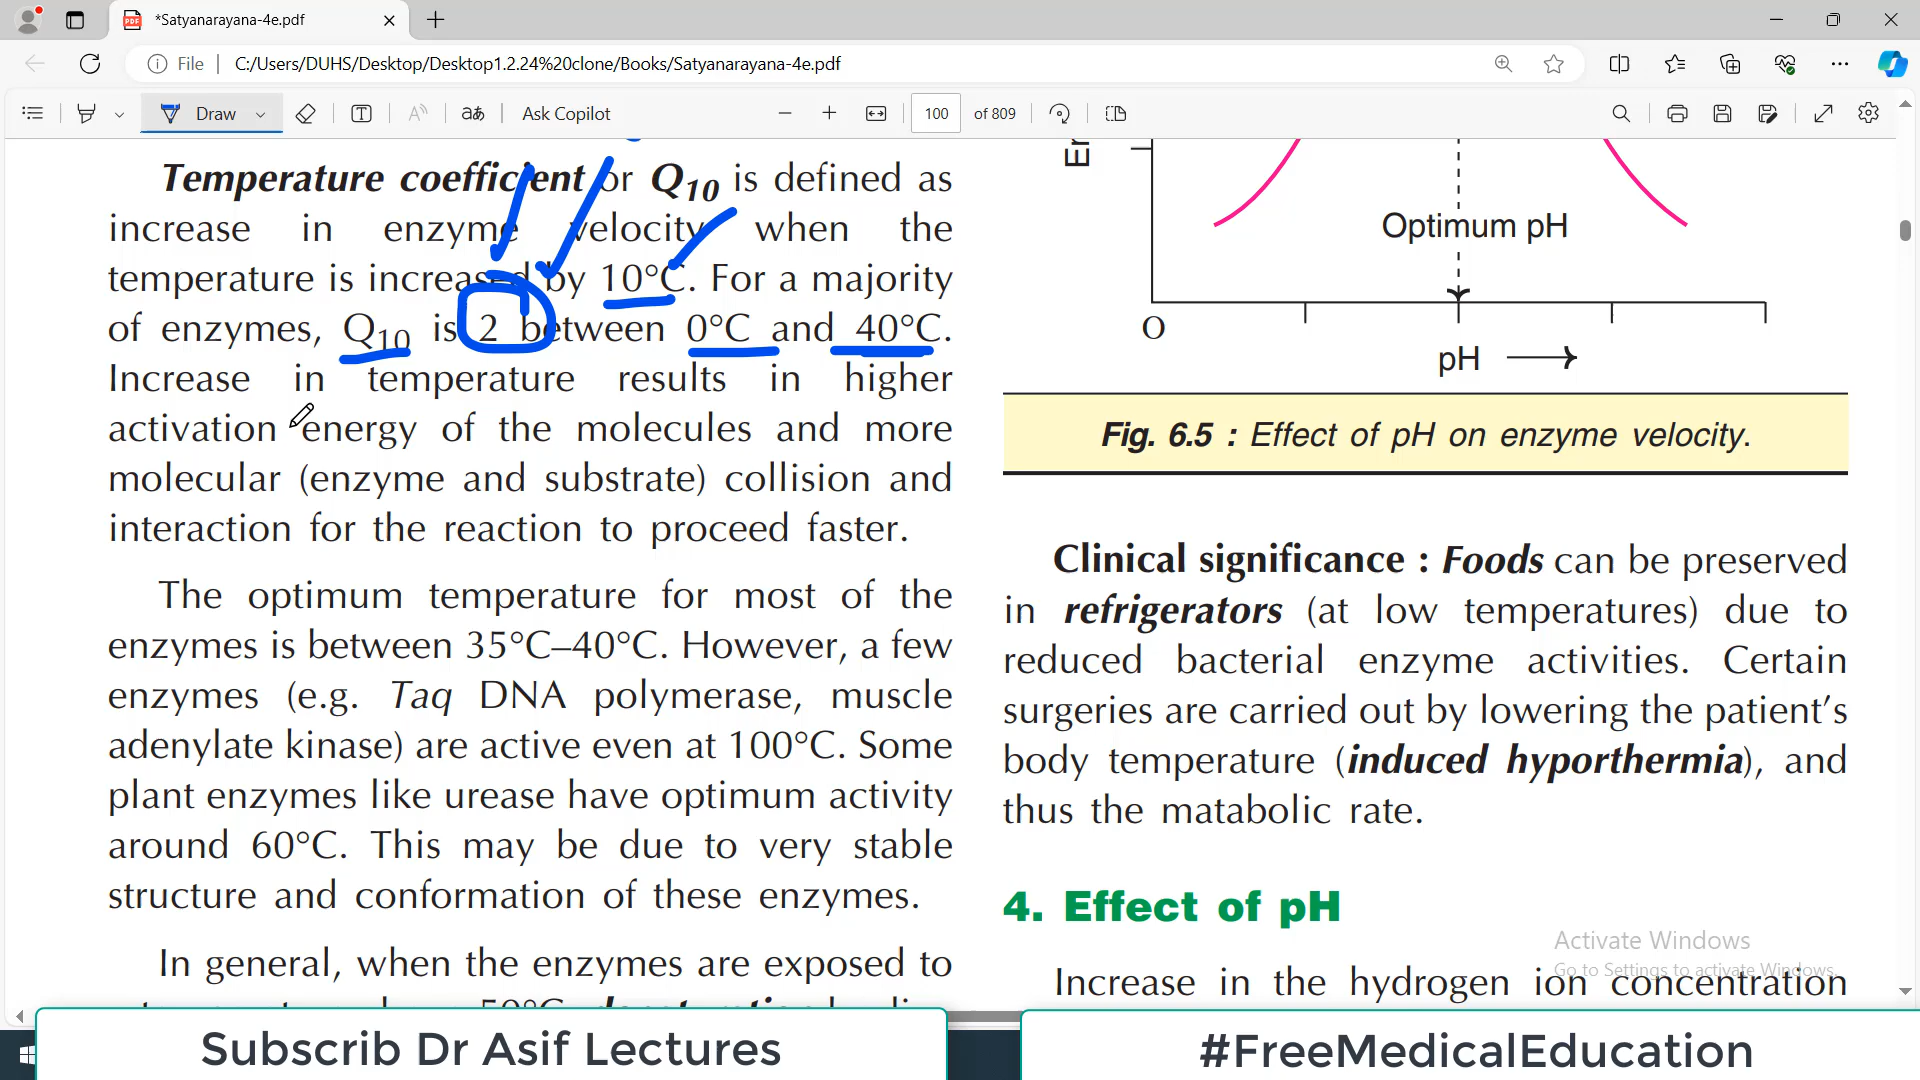 *Satyanarayana-4e.pdf
File
C:/Users/DUHS/Desktop/Desktop1.2.24%20clone/Books/Satyanarayana-4e.pdf
Draw
Ask Copilot
100 of 809
Temperature coefficient or Q10 is defined as
increase in enzyme velocity when the
temperature is increased by 10°C. For a majority
of enzymes, Q10 is 2 between 0°C and 40°C.
Increase in temperature results in higher
activation energy of the molecules and more
molecular (enzyme and substrate) collision and
interaction for the reaction to proceed faster.
The optimum temperature for most of the
enzymes is between 35°C–40°C. However, a few
enzymes (e.g. Taq DNA polymerase, muscle
adenylate kinase) are active even at 100°C. Some
plant enzymes like urease have optimum activity
around 60°C. This may be due to very stable
structure and conformation of these enzymes.
In general, when the enzymes are exposed to
En
Optimum pH
O
pH
Fig. 6.5 : Effect of pH on enzyme velocity.
Clinical significance : Foods can be preserved
in refrigerators (at low temperatures) due to
reduced bacterial enzyme activities. Certain
surgeries are carried out by lowering the patient's
body temperature (induced hyporthermia), and
thus the matabolic rate.
4. Effect of pH
Increase in the hydrogen ion concentration
Activate Windows
Go to Settings to activate Windows.
Subscrib Dr Asif Lectures
#FreeMedicalEducation